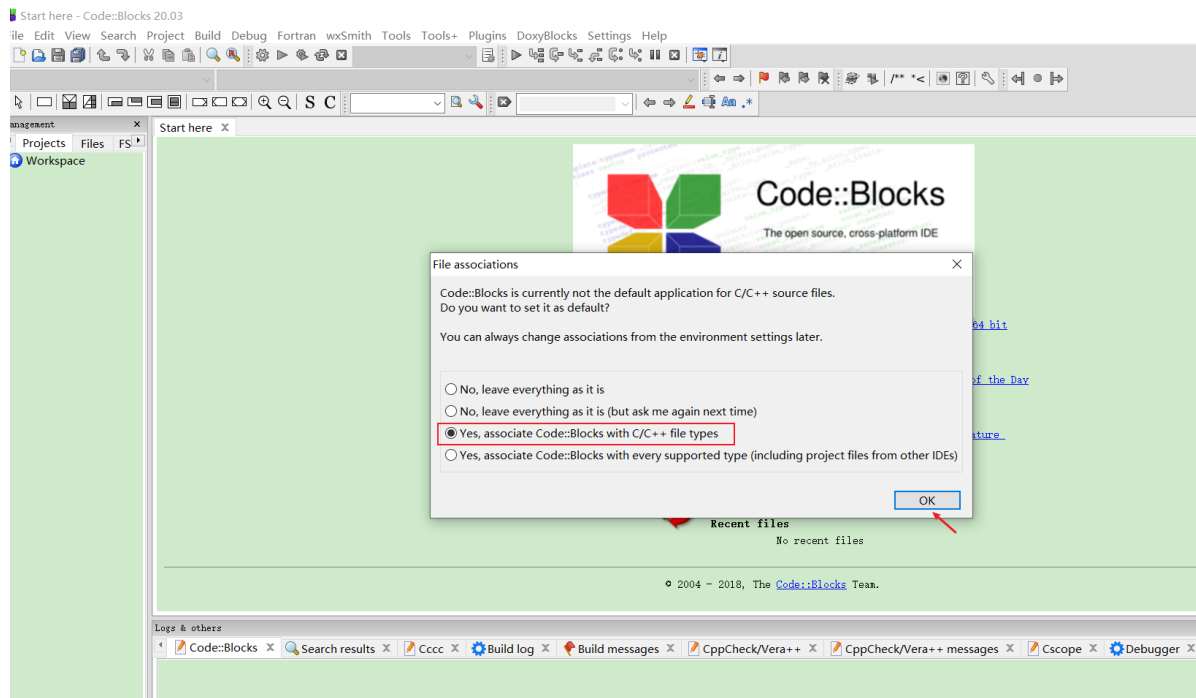 Start here - Code::Blocks 20.03
File Edit View Search Project Build Debug Fortran wxSmith Tools Tools+ Plugins DoxyBlocks Settings Help
/** *<
S C
Aa .*
anagement x
Projects Files FS
Workspace
Start here X
Code::Blocks
The open source, cross-platform IDE
File associations
Code::Blocks is currently not the default application for C/C++ source files.
Do you want to set it as default?
You can always change associations from the environment settings later.
64 bit
of the Day
No, leave everything as it is
No, leave everything as it is (but ask me again next time)
Yes, associate Code::Blocks with C/C++ file types
ature
Yes, associate Code::Blocks with every supported type (including project files from other IDEs)
OK
Recent files
No recent files
© 2004 - 2018, The Code::Blocks Team.
Logs & others
Code::Blocks X Search results X Cccc X Build log X Build messages X CppCheck/Vera++ X CppCheck/Vera++ messages X Cscope X Debugger X